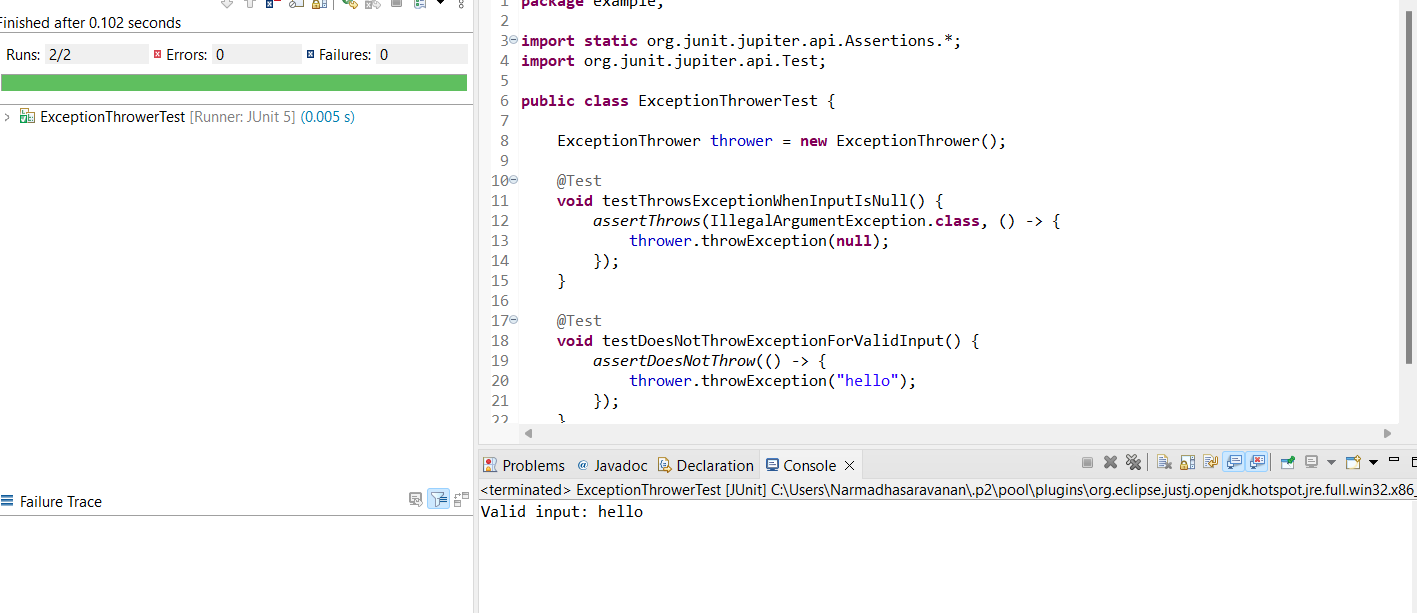 Finished after 0.102 seconds
Runs: 2/2 Errors: 0 Failures: 0
ExceptionThrowerTest [Runner: JUnit 5] (0.005 s)
Failure Trace
1 package example;
2
3 import static org.junit.jupiter.api.Assertions.*;
4 import org.junit.jupiter.api.Test;
5
6 public class ExceptionThrowerTest {
7
8 ExceptionThrower thrower = new ExceptionThrower();
9
10 @Test
11 void testThrowsExceptionWhenInputIsNull() {
12 assertThrows(IllegalArgumentException.class, () -> {
13 thrower.throwException(null);
14 });
15 }
16
17 @Test
18 void testDoesNotThrowExceptionForValidInput() {
19 assertDoesNotThrow(() -> {
20 thrower.throwException("hello");
21 });
22 }
Problems @ Javadoc Declaration Console
<terminated> ExceptionThrowerTest [JUnit] C:\Users\Narmadhasaravanan\.p2\pool\plugins\org.eclipse.justj.openjdk.hotspot.jre.full.win32.x86_
Valid input: hello